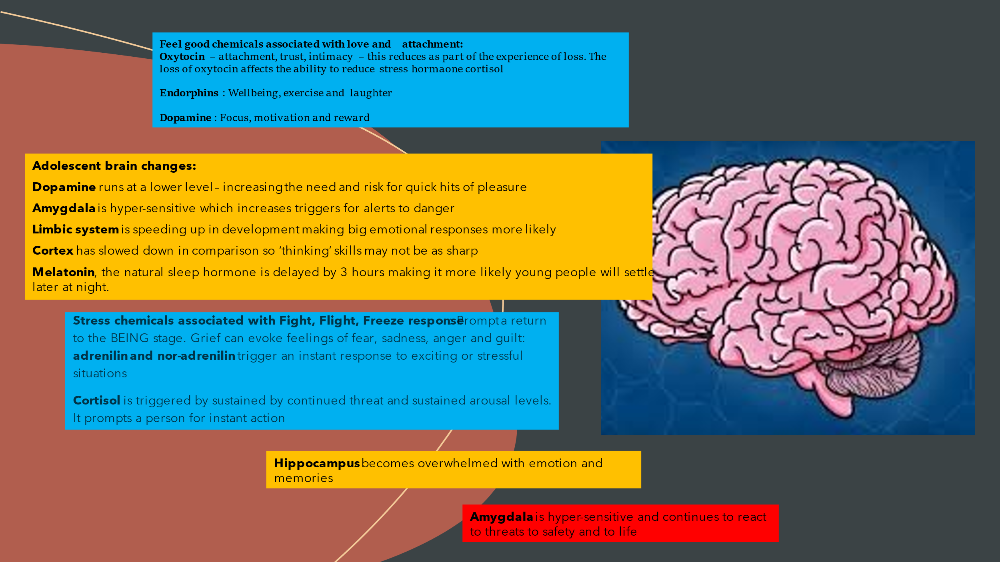 Feel good chemicals associated with love and attachment:
Oxytocin – attachment, trust, intimacy – this reduces as part of the experience of loss. The
loss of oxytocin affects the ability to reduce stress hormaone cortisol
Endorphins : Wellbeing, exercise and laughter
Dopamine : Focus, motivation and reward
Adolescent brain changes:
Dopamine runs at a lower level – increasing the need and risk for quick hits of pleasure
Amygdala is hyper-sensitive which increases triggers for alerts to danger
Limbic system is speeding up in development making big emotional responses more likely
Cortex has slowed down in comparison so ‘thinking’ skills may not be as sharp
Melatonin, the natural sleep hormone is delayed by 3 hours making it more likely young people will settle
later at night.
Stress chemicals associated with Fight, Flight, Freeze response: Prompt a return
to the BEING stage. Grief can evoke feelings of fear, sadness, anger and guilt:
adrenilin and nor-adrenilin trigger an instant response to exciting or stressful
situations
Cortisol is triggered by sustained by continued threat and sustained arousal levels.
It prompts a person for instant action
Hippocampus becomes overwhelmed with emotion and
memories
Amygdala is hyper-sensitive and continues to react
to threats to safety and to life